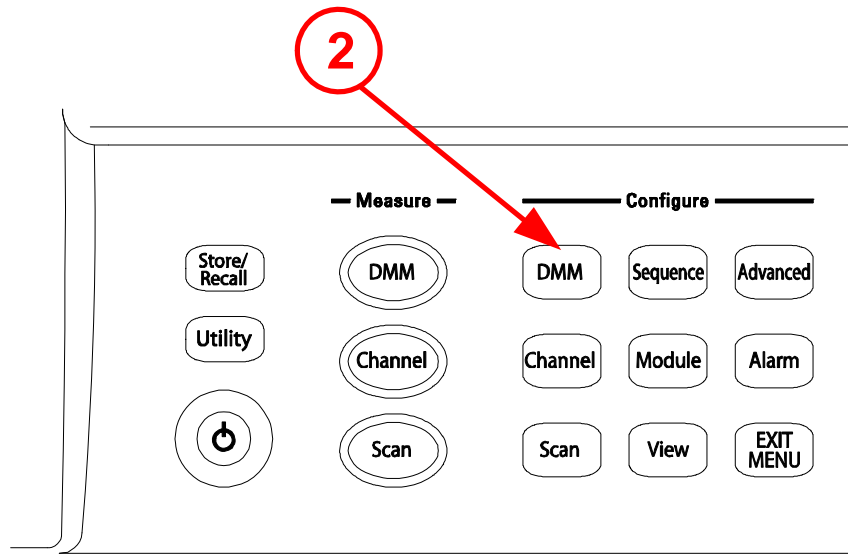 2
Measure
Configure
Store/
Recall
DMM
DMM
Sequence
Advanced
Utility
Channel
Channel
Module
Alarm
Scan
Scan
View
EXIT
MENU